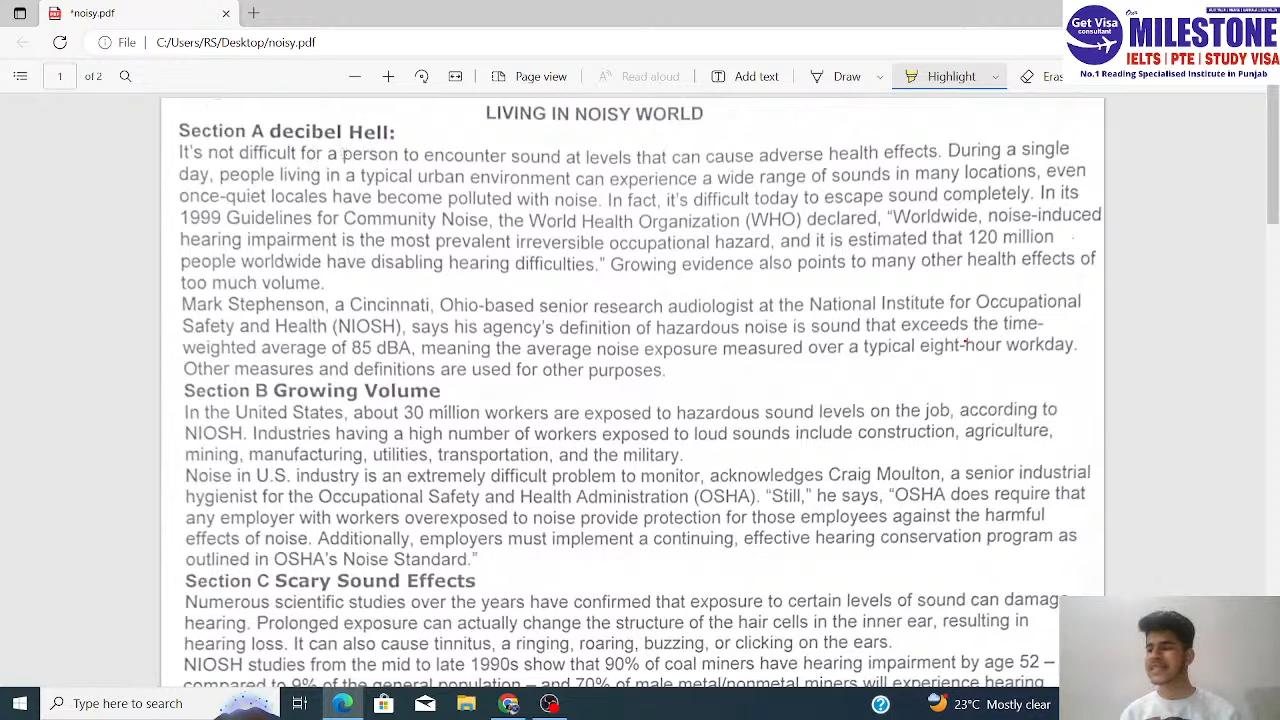 *noisy.pdf
File C:/Users/RS/Desktop/noisy.pdf
1 of 2 Page view Read aloud Add text Draw Highlight Eras
Get Visa
consultant
Our
MILESTONE
IELTS | PTE | STUDY VISA
No.1 Reading Specialised Institute in Punjab
LIVING IN NOISY WORLD
Section A decibel Hell:
It's not difficult for a person to encounter sound at levels that can cause adverse health effects. During a single
day, people living in a typical urban environment can experience a wide range of sounds in many locations, even
once-quiet locales have become polluted with noise. In fact, it's difficult today to escape sound completely. In its
1999 Guidelines for Community Noise, the World Health Organization (WHO) declared, “Worldwide, noise-induced
hearing impairment is the most prevalent irreversible occupational hazard, and it is estimated that 120 million
people worldwide have disabling hearing difficulties.” Growing evidence also points to many other health effects of
too much volume.
Mark Stephenson, a Cincinnati, Ohio-based senior research audiologist at the National Institute for Occupational
Safety and Health (NIOSH), says his agency’s definition of hazardous noise is sound that exceeds the time-
weighted average of 85 dBA, meaning the average noise exposure measured over a typical eight-hour workday.
Other measures and definitions are used for other purposes.
Section B Growing Volume
In the United States, about 30 million workers are exposed to hazardous sound levels on the job, according to
NIOSH. Industries having a high number of workers exposed to loud sounds include construction, agriculture,
mining, manufacturing, utilities, transportation, and the military.
Noise in U.S. industry is an extremely difficult problem to monitor, acknowledges Craig Moulton, a senior industrial
hygienist for the Occupational Safety and Health Administration (OSHA). “Still,” he says, “OSHA does require that
any employer with workers overexposed to noise provide protection for those employees against the harmful
effects of noise. Additionally, employers must implement a continuing, effective hearing conservation program as
outlined in OSHA’s Noise Standard.”
Section C Scary Sound Effects
Numerous scientific studies over the years have confirmed that exposure to certain levels of sound can damage
hearing. Prolonged exposure can actually change the structure of the hair cells in the inner ear, resulting in
hearing loss. It can also cause tinnitus, a ringing, roaring, buzzing, or clicking on the ears.
NIOSH studies from the mid to late 1990s show that 90% of coal miners have hearing impairment by age 52 –
compared to 9% of the general population – and 70% of male metal/nonmetal miners will experience hearing
Type here to search
23°C Mostly clear